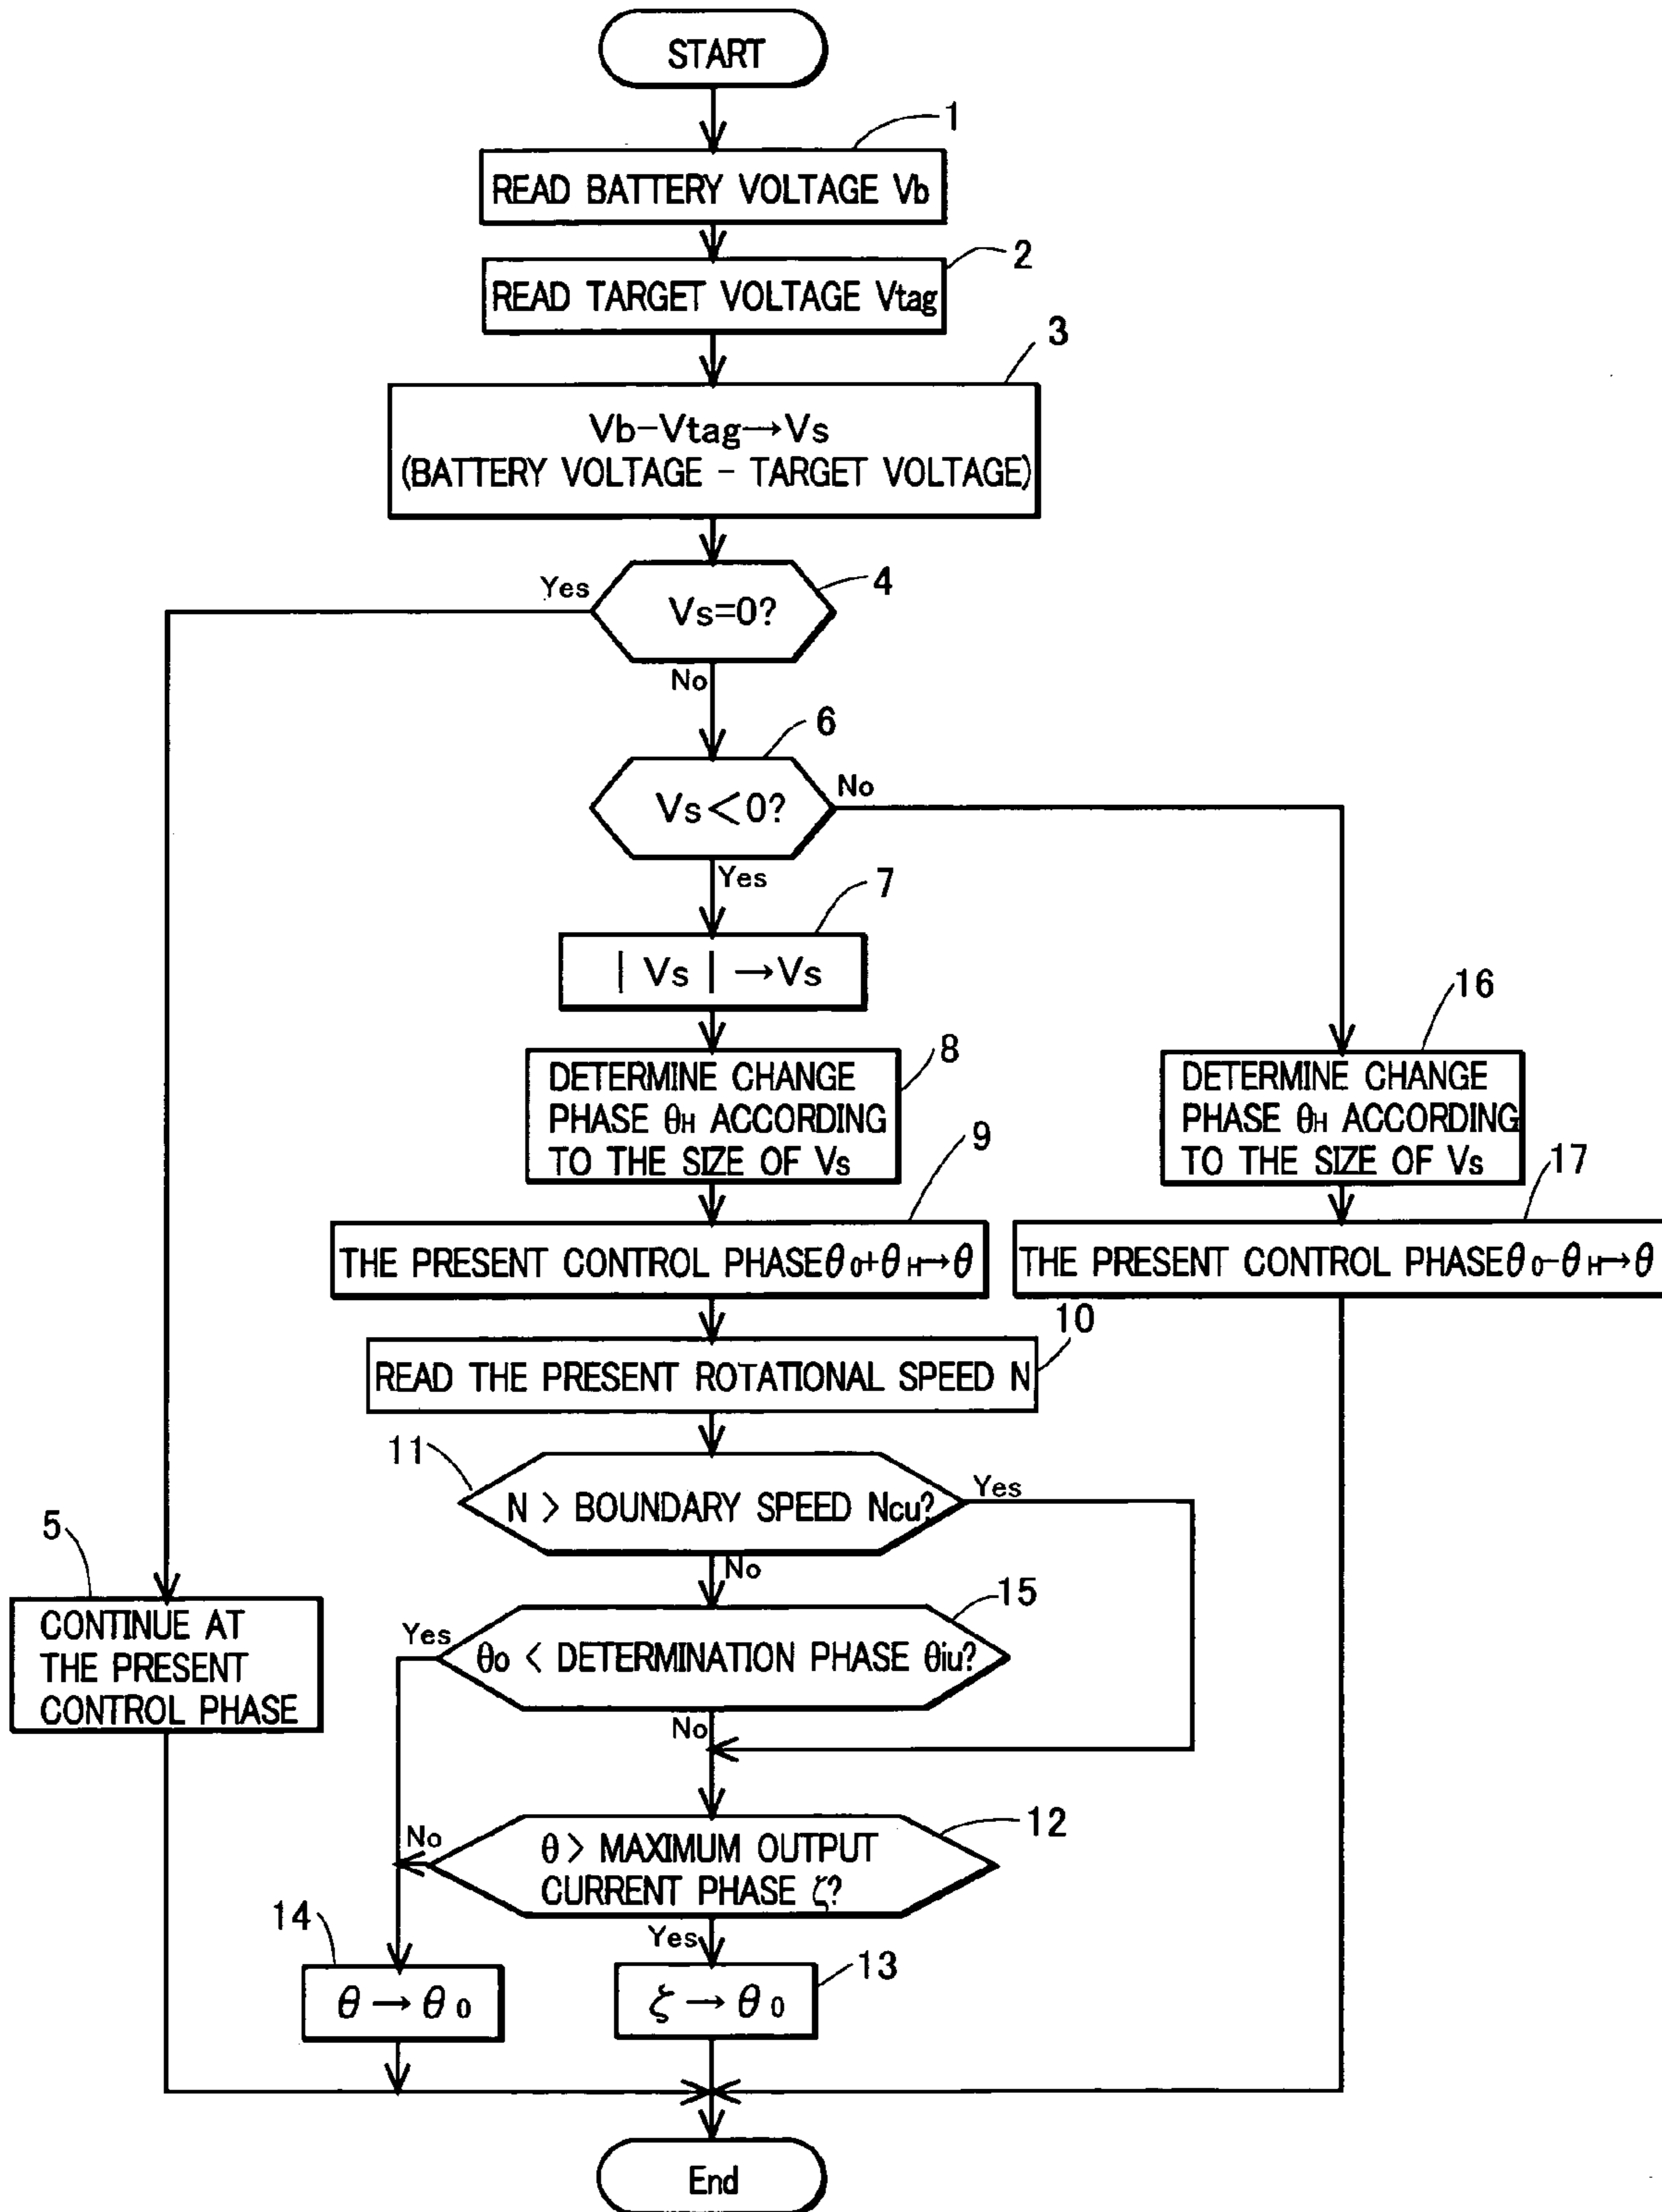 START
1
READ BATTERY VOLTAGE Vb
2
READ TARGET VOLTAGE Vtag
3
Vb-Vtag→Vs
(BATTERY VOLTAGE - TARGET VOLTAGE)
4
Yes
Vs=0?
No
6
Vs<0?
No
Yes
7
| Vs | →Vs
8
DETERMINE CHANGE
PHASE θH ACCORDING
TO THE SIZE OF Vs
16
DETERMINE CHANGE
PHASE θH ACCORDING
TO THE SIZE OF Vs
9
THE PRESENT CONTROL PHASE θ0+θH→θ
17
THE PRESENT CONTROL PHASE θ0-θH→θ
10
READ THE PRESENT ROTATIONAL SPEED N
11
N > BOUNDARY SPEED Ncu?
Yes
No
5
CONTINUE AT
THE PRESENT
CONTROL PHASE
15
Yes
θo < DETERMINATION PHASE θiu?
No
12
No
θ > MAXIMUM OUTPUT
CURRENT PHASE ζ?
Yes
14
θ → θ0
13
ζ → θ0
End